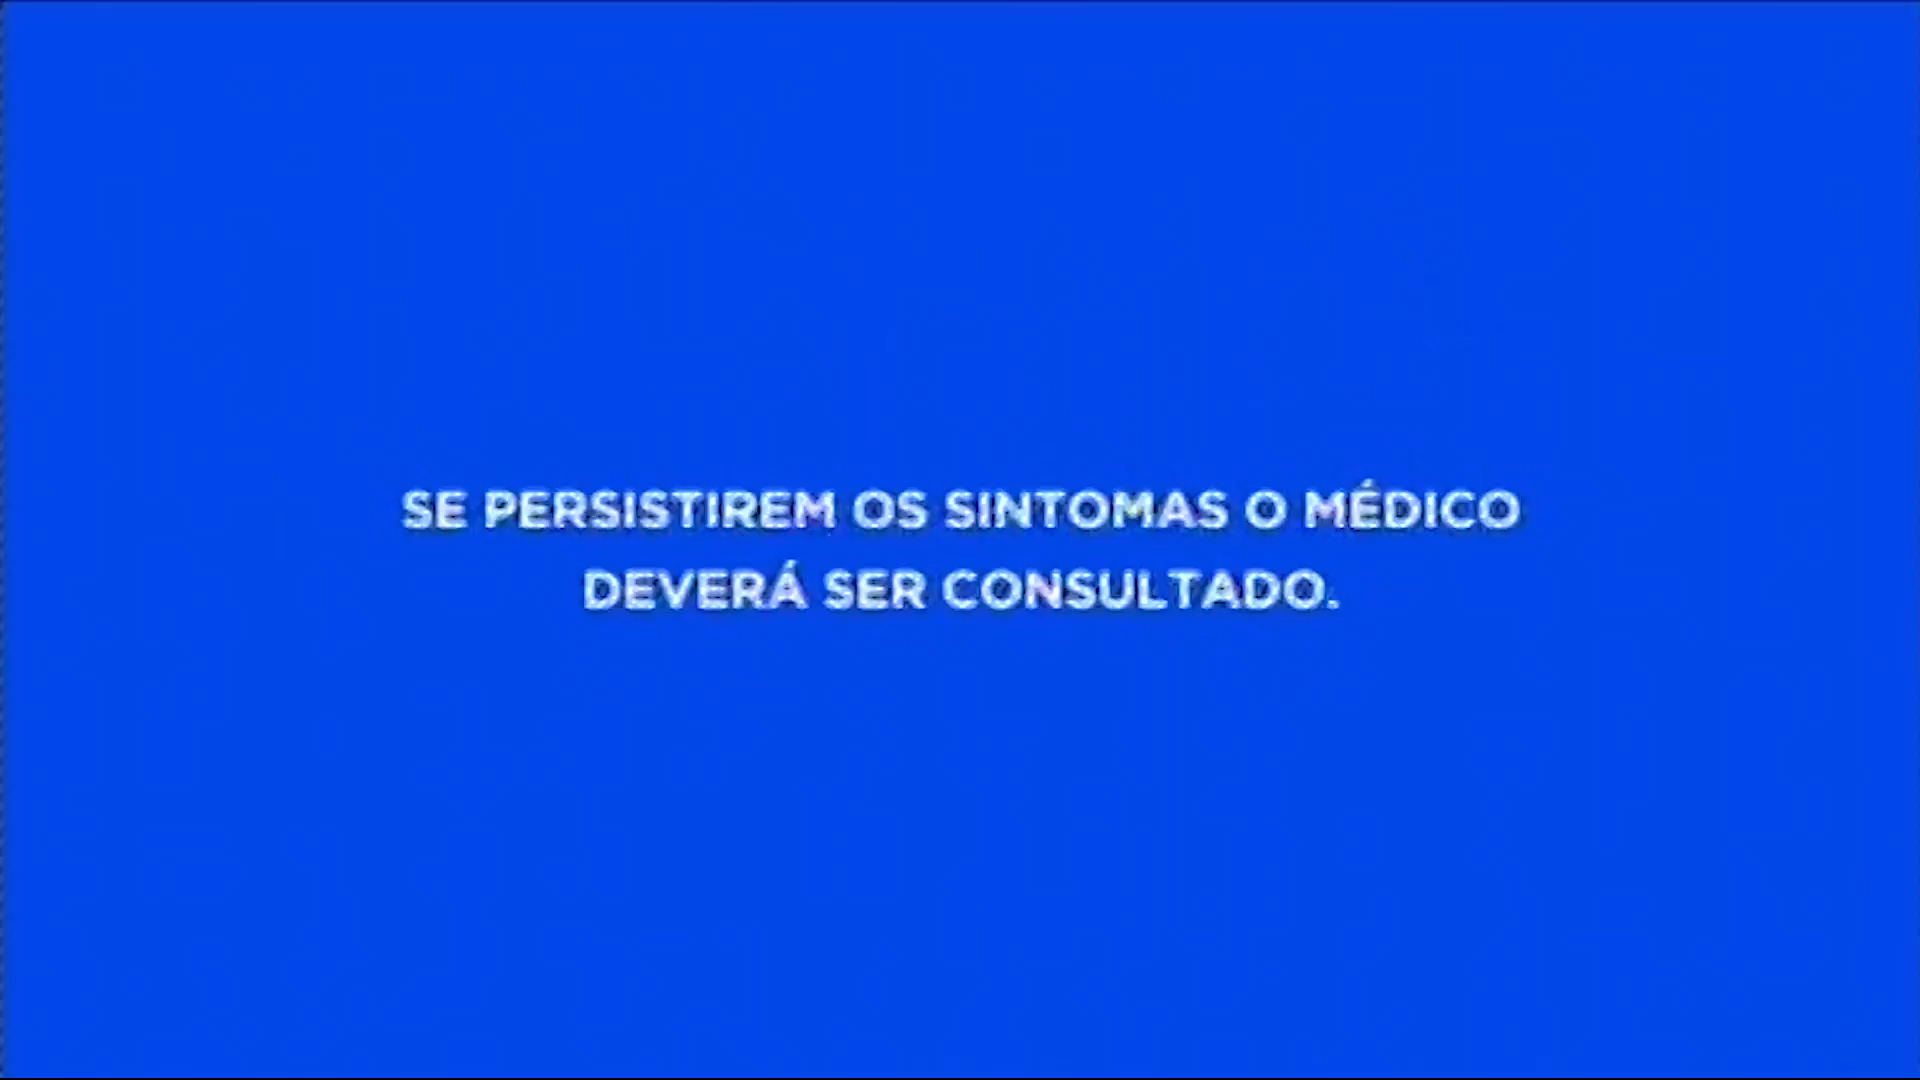 SE PERSISTIREM OS SINTOMAS O MÉDICO
DEVERÁ SER CONSULTADO.